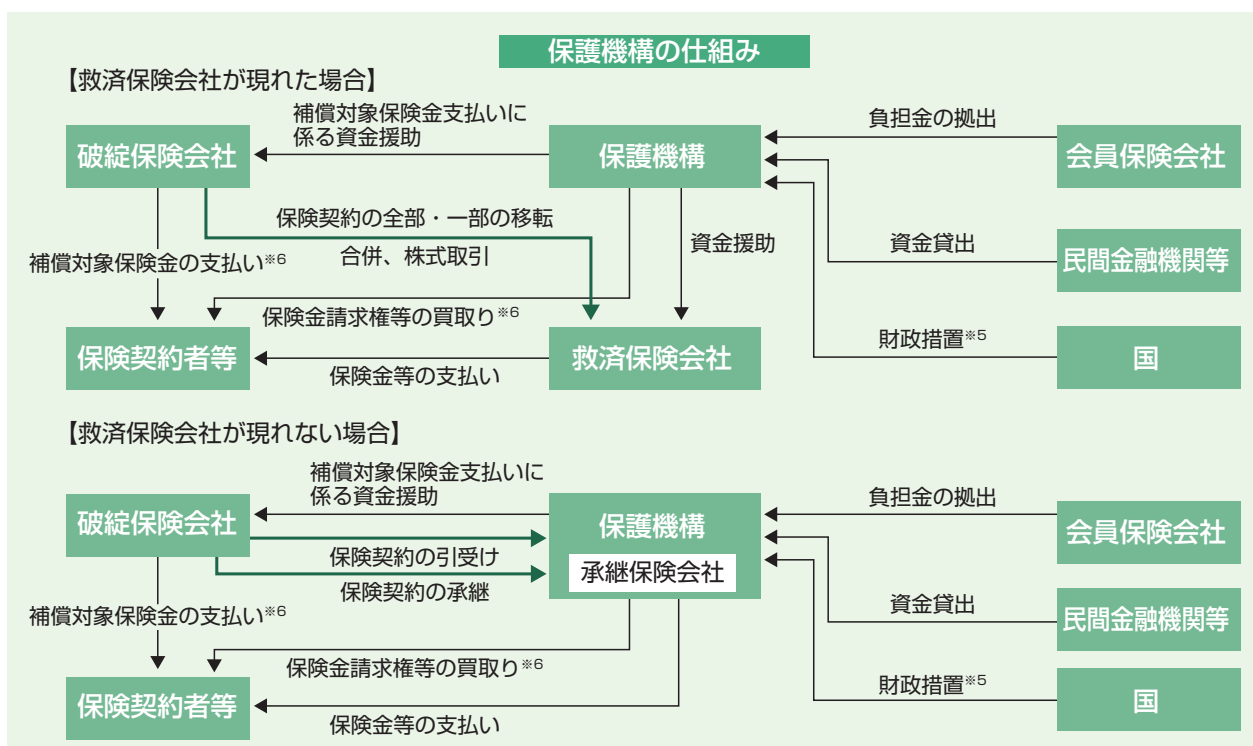 保護機構の仕組み
【救済保険会社が現れた場合】
補償対象保険金支払いに
係る資金援助
負担金の拠出
破綻保険会社
保護機構
会員保険会社
保険契約の全部・一部の移転
合併、株式取引
資金援助
資金貸出
民間金融機関等
補償対象保険金の支払い※6
保険金請求権等の買取り※6
財政措置※5
保険契約者等
救済保険会社
国
保険金等の支払い
【救済保険会社が現れない場合】
補償対象保険金支払いに
係る資金援助
負担金の拠出
破綻保険会社
保護機構
会員保険会社
保険契約の引受け
承継保険会社
保険契約の承継
資金貸出
民間金融機関等
補償対象保険金の支払い※6
保険金請求権等の買取り※6
財政措置※5
保険契約者等
国
保険金等の支払い